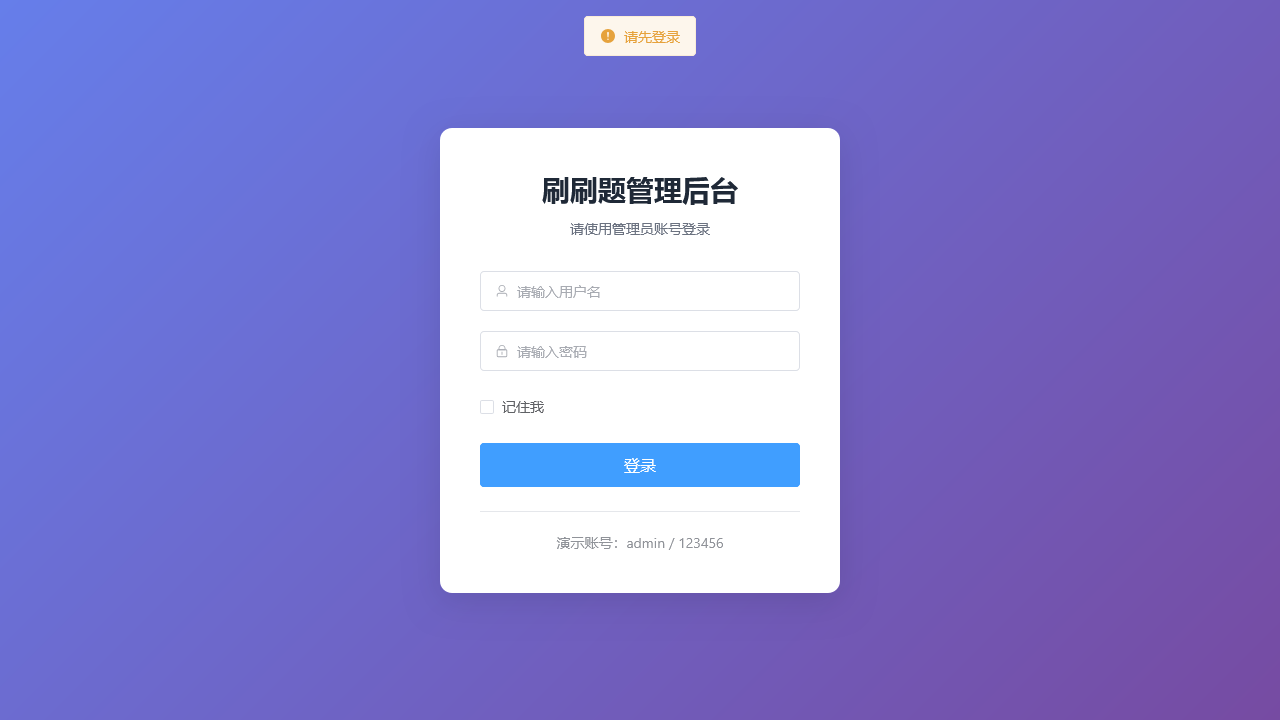 请先登录
刷刷题管理后台
请使用管理员账号登录
请输入用户名
请输入密码
记住我
登录
演示账号：admin / 123456